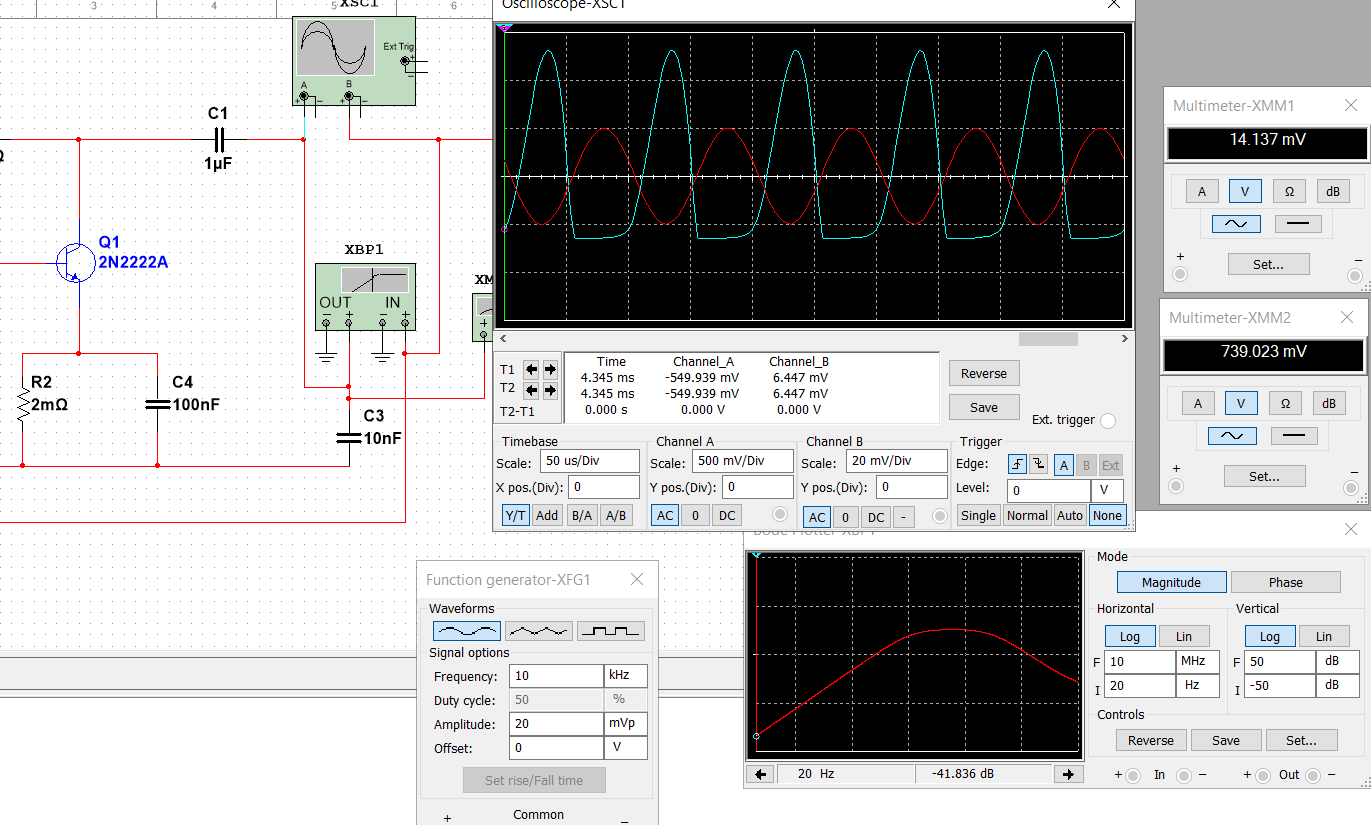 3
4
5
6
XSC1
Ext Trig
+
A
B
C1
1µF
Q1
2N2222A
XBP1
OUT
IN
R2
2mΩ
C4
100nF
C3
10nF
Ω
Oscilloscope-XSC1
T1
T2
T2-T1
Time Channel_A Channel_B
4.345 ms -549.939 mV 6.447 mV
4.345 ms -549.939 mV 6.447 mV
0.000 s 0.000 V 0.000 V
Reverse
Save
Ext. trigger
Timebase
Scale: 50 us/Div
X pos.(Div): 0
Y/T Add B/A A/B
Channel A
Scale: 500 mV/Div
Y pos.(Div): 0
AC 0 DC
Channel B
Scale: 20 mV/Div
Y pos.(Div): 0
AC 0 DC -
Trigger
Edge: A B Ext
Level: 0 V
Single Normal Auto None
Multimeter-XMM1
14.137 mV
A V Ω dB
+ Set... −
Multimeter-XMM2
739.023 mV
A V Ω dB
+ Set... −
Function generator-XFG1
Waveforms
Signal options
Frequency: 10 kHz
Duty cycle: 50 %
Amplitude: 20 mVp
Offset: 0 V
Set rise/Fall time
+ Common −
Bode Plotter-XBP1
20 Hz -41.836 dB
Mode
Magnitude Phase
Horizontal Vertical
Log Lin Log Lin
F 10 MHz F 50 dB
I 20 Hz I -50 dB
Controls
Reverse Save Set...
+ In − + Out −